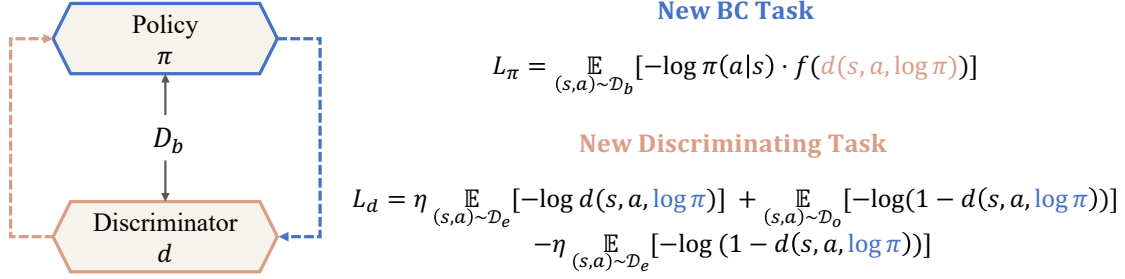 Policy
π
D_b
Discriminator
d
New BC Task
L_π = 𝔼_{(s,a)~𝒟_b} [−log π(a|s) · f(d(s, a, log π))]
New Discriminating Task
L_d = η 𝔼_{(s,a)~𝒟_e} [−log d(s, a, log π)] + 𝔼_{(s,a)~𝒟_o} [−log(1 − d(s, a, log π))]
−η 𝔼_{(s,a)~𝒟_e} [−log (1 − d(s, a, log π))]